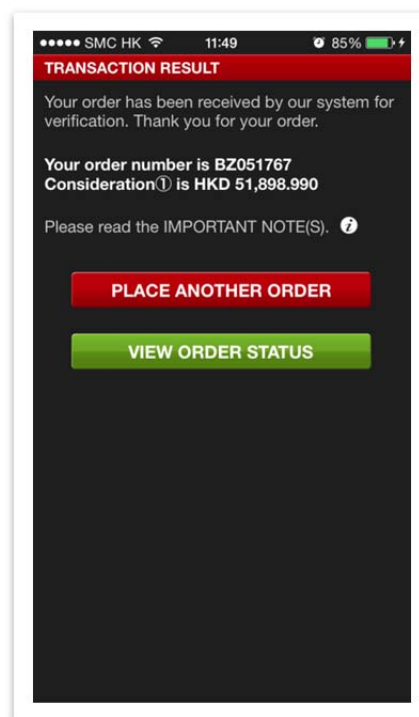 SMC HK 11:49 85%
TRANSACTION RESULT
Your order has been received by our system for
verification. Thank you for your order.
Your order number is BZ051767
Consideration① is HKD 51,898.990
Please read the IMPORTANT NOTE(S). i
PLACE ANOTHER ORDER
VIEW ORDER STATUS